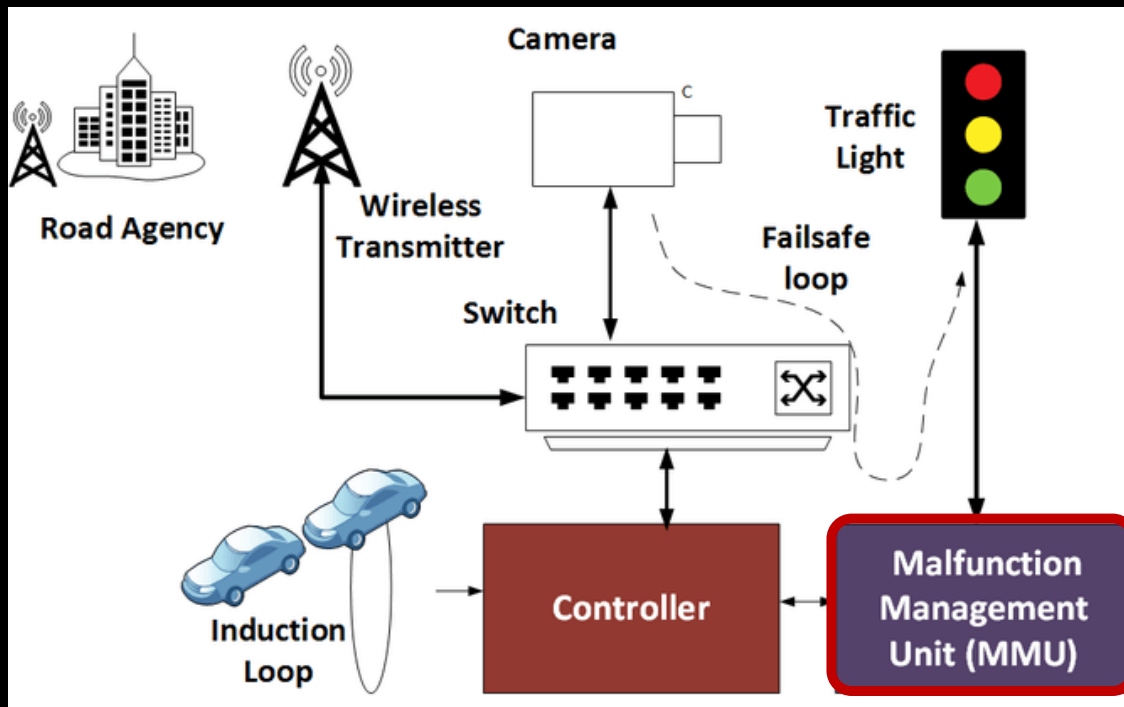 Camera
C
Traffic
Light
Road Agency
Wireless
Transmitter
Failsafe
loop
Switch
Induction
Loop
Controller
Malfunction
Management
Unit (MMU)